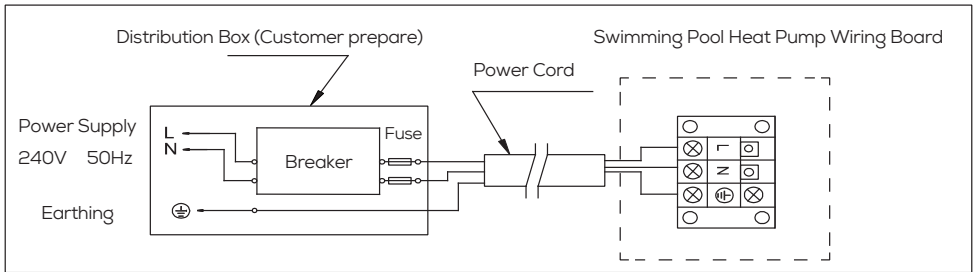 Distribution Box (Customer prepare)
Swimming Pool Heat Pump Wiring Board
Power Cord
Power Supply
240V 50Hz
L
N
Breaker
Fuse
Earthing
L
N